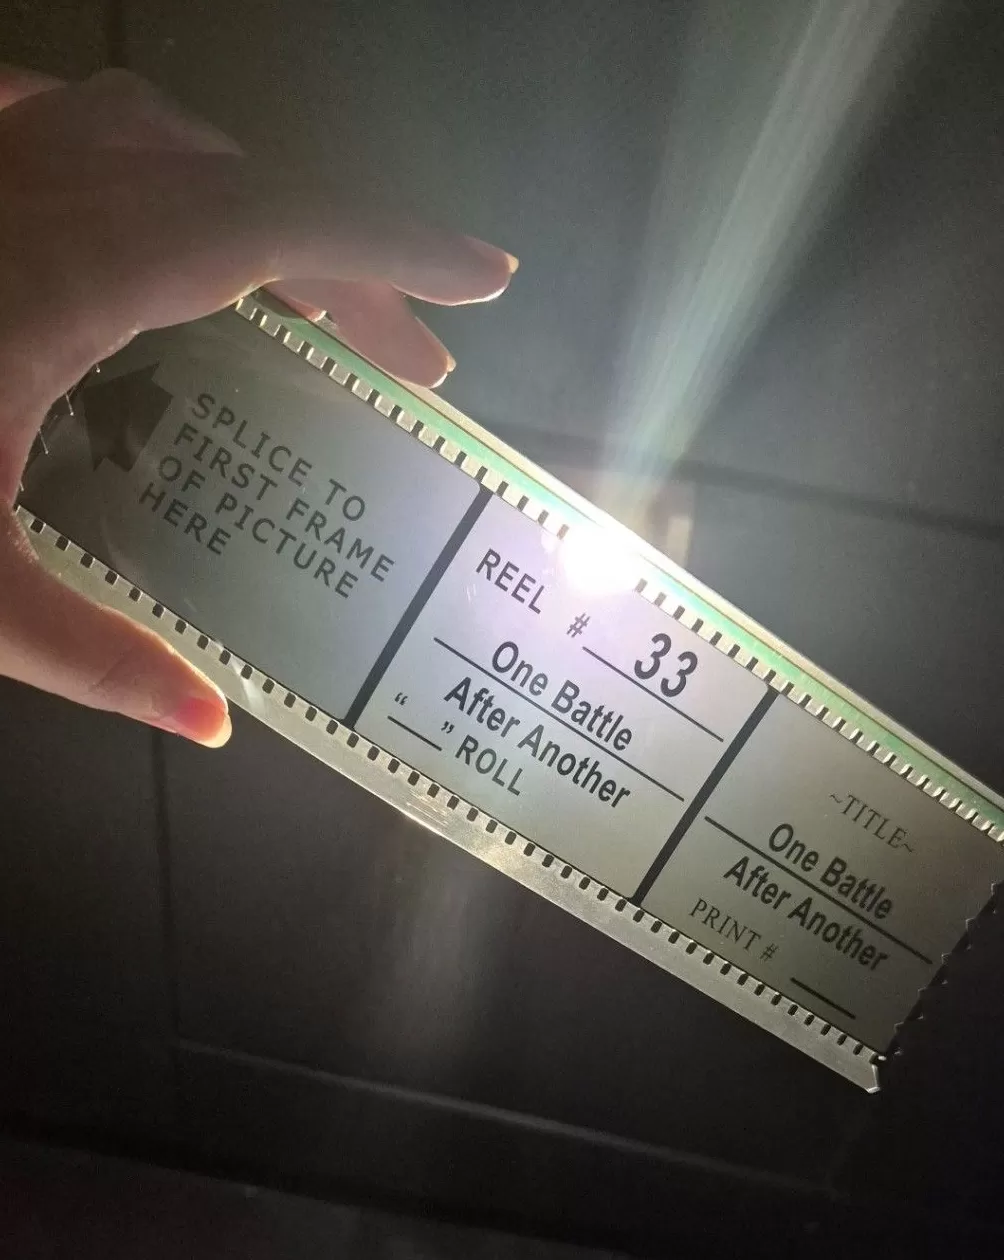 SPLICE TO
FIRST FRAME
OF PICTURE
HERE
REEL # 33
One Battle
After Another
“ ” ROLL
~TITLE~
One Battle
After Another
PRINT #